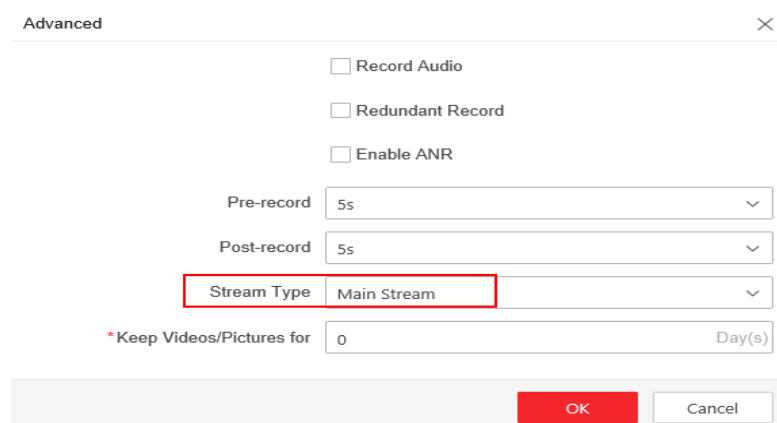 Advanced
Record Audio
Redundant Record
Enable ANR
Pre-record 5s
Post-record 5s
Stream Type Main Stream
*Keep Videos/Pictures for 0 Day(s)
OK Cancel